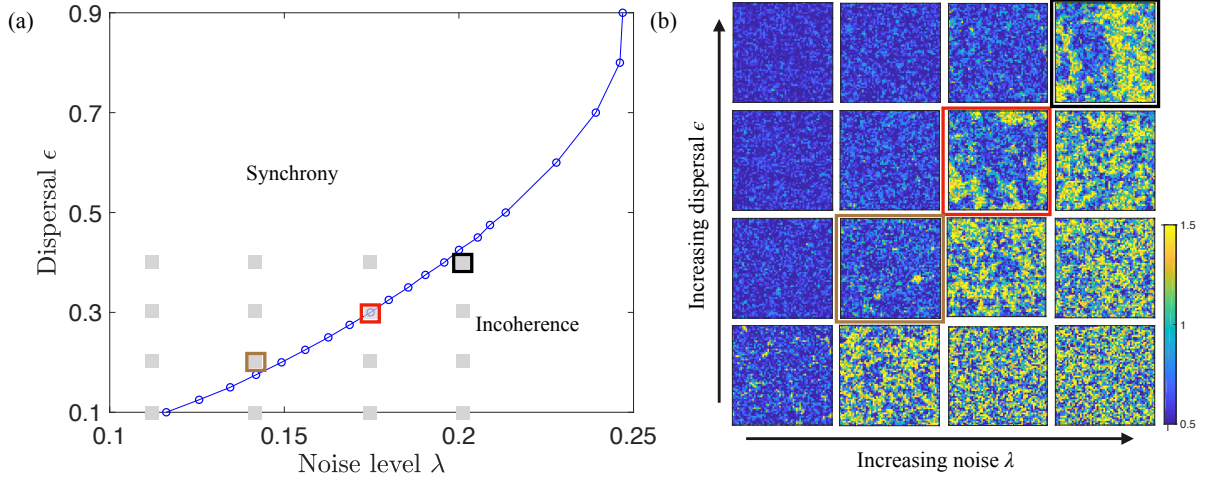 (a)
0.9
0.7
0.5
0.3
0.1
Dispersal ϵ
Synchrony
Incoherence
0.1
0.15
0.2
0.25
Noise level λ
(b)
Increasing dispersal ϵ
Increasing noise λ
1.5
1
0.5